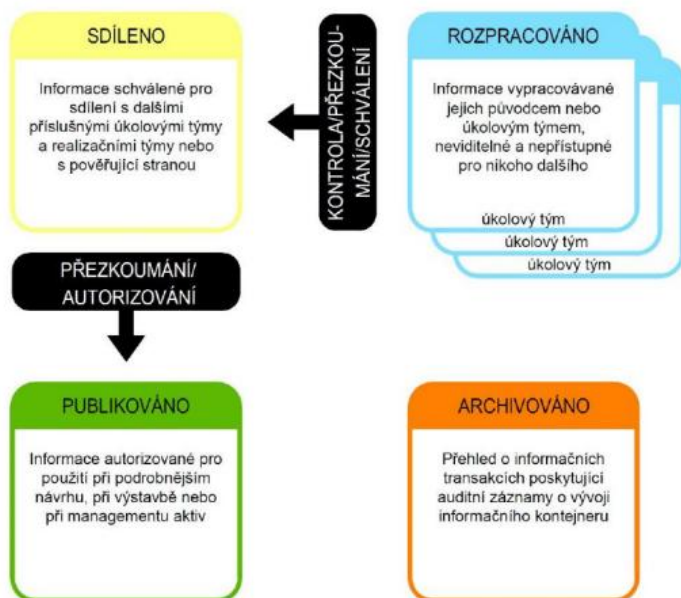 SDÍLENO
Informace schválené pro
sdílení s dalšími
příslušnými úkolovými týmy
a realizačními týmy nebo
s pověřující stranou
KONTROLA/PŘEZKOU-
MÁNÍ/SCHVÁLENÍ
ROZPRACOVÁNO
Informace vypracovávané
jejich původcem nebo
úkolovým týmem,
neviditelné a nepřístupné
pro nikoho dalšího
úkolový tým
úkolový tým
úkolový tým
PŘEZKOUMÁNÍ/
AUTORIZOVÁNÍ
PUBLIKOVÁNO
Informace autorizované pro
použití při podrobnějším
návrhu, při výstavbě nebo
při managementu aktiv
ARCHIVOVÁNO
Přehled o informačních
transakcích poskytující
auditní záznamy o vývoji
informačního kontejneru